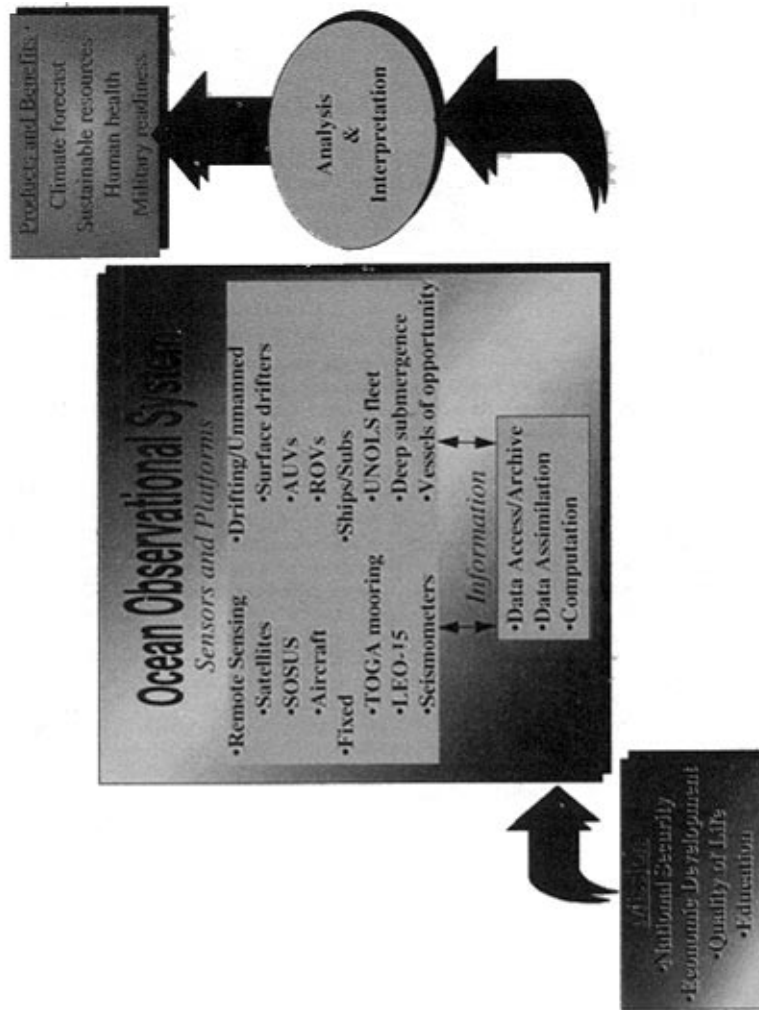 Ocean Observational System
Sensors and Platforms
•Remote Sensing
•Satellites
•SOSUS
•Aircraft
•Fixed
•TOGA mooring
•LEO-15
•Seismometers
•Drifting/Unmanned
•Surface drifters
•AUVs
•ROVs
•Ships/Subs
•UNOLS fleet
•Deep submergence
•Vessels of opportunity
Information
•Data Access/Archive
•Data Assimilation
•Computation
Mission
•National Security
•Economic Development
•Quality of Life
•Education
Analysis
&
Interpretation
Products and Benefits
Climate forecast
Sustainable resources
Human health
Military readiness